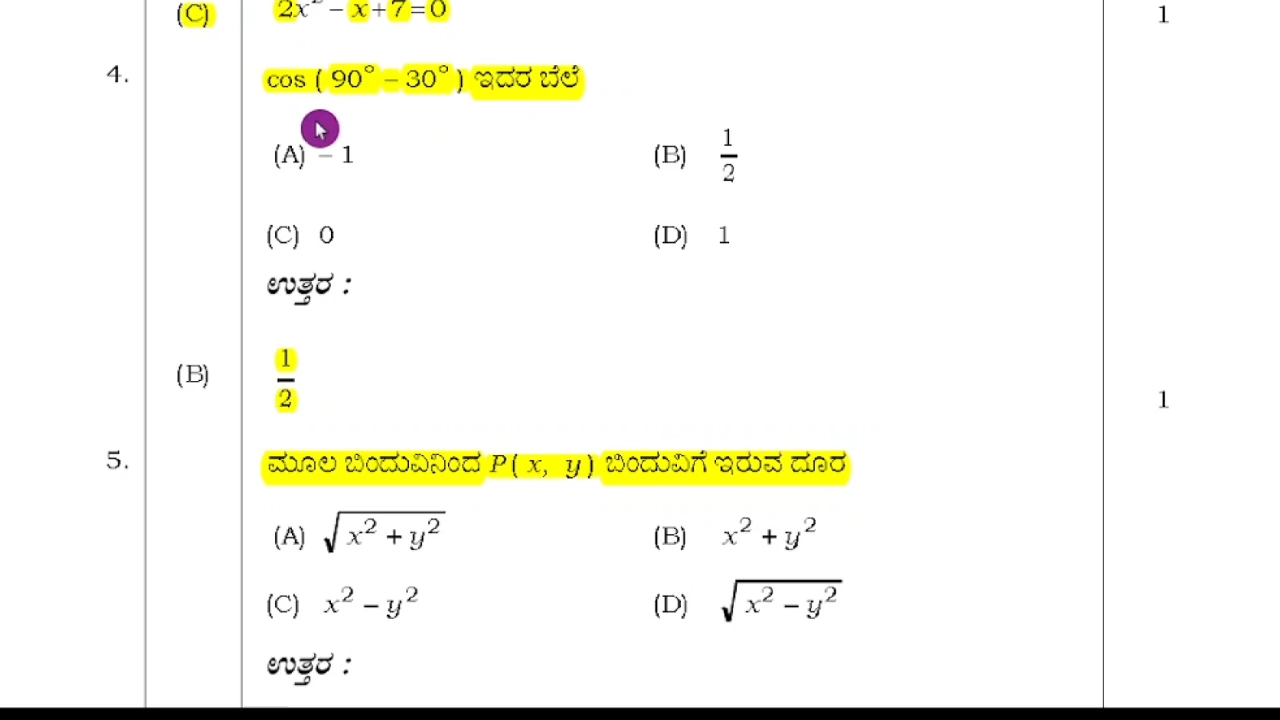 (C) 2x² – x + 7 = 0 1
4. cos ( 90° – 30° ) ಇದರ ಬೆಲೆ
(A) – 1 (B) 1/2
(C) 0 (D) 1
ಉತ್ತರ :
(B) 1/2 1
5. ಮೂಲ ಬಿಂದುವಿನಿಂದ P( x, y ) ಬಿಂದುವಿಗೆ ಇರುವ ದೂರ
(A) √(x² + y²) (B) x² + y²
(C) x² – y² (D) √(x² – y²)
ಉತ್ತರ :